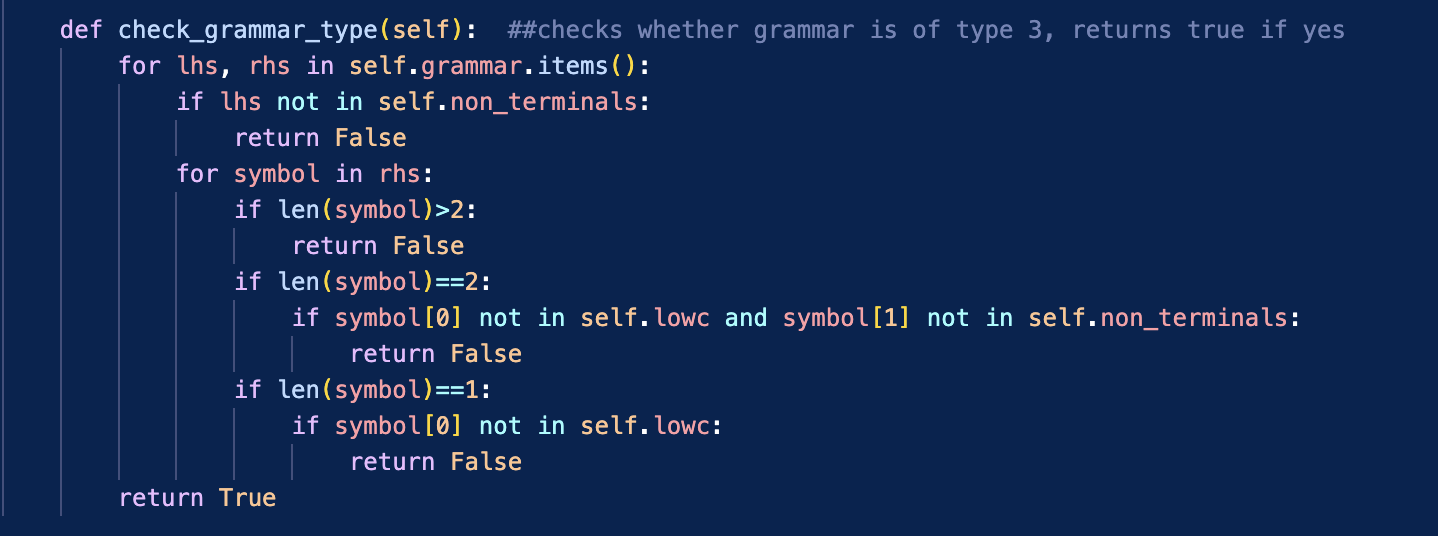 def check_grammar_type(self):  ##checks whether grammar is of type 3, returns true if yes
    for lhs, rhs in self.grammar.items():
        if lhs not in self.non_terminals:
            return False
        for symbol in rhs:
            if len(symbol)>2:
                return False
            if len(symbol)==2:
                if symbol[0] not in self.lowc and symbol[1] not in self.non_terminals:
                    return False
            if len(symbol)==1:
                if symbol[0] not in self.lowc:
                    return False
    return True